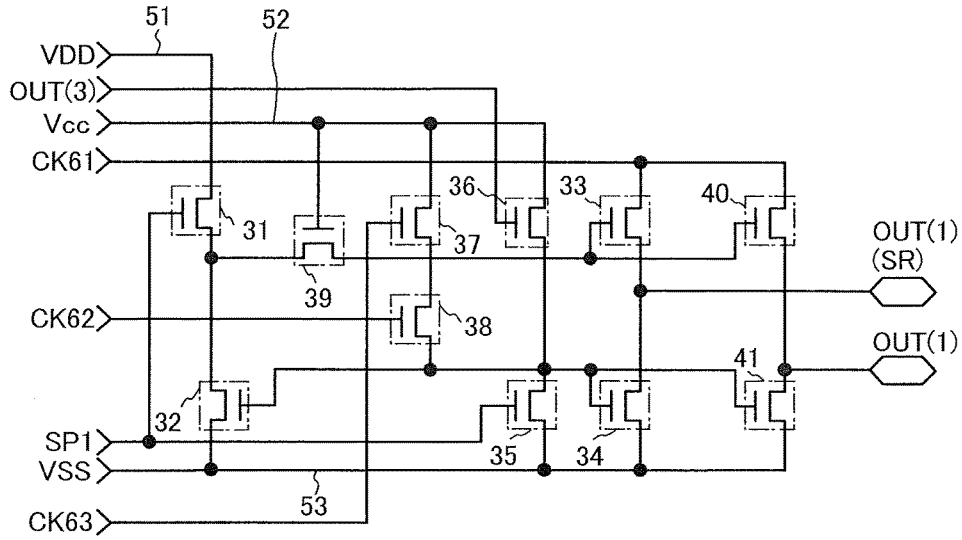 51
52
VDD
OUT(3)
Vcc
CK61
36
33
40
31
37
OUT(1)
(SR)
39
CK62
38
OUT(1)
41
32
SP1
35
34
VSS
53
CK63